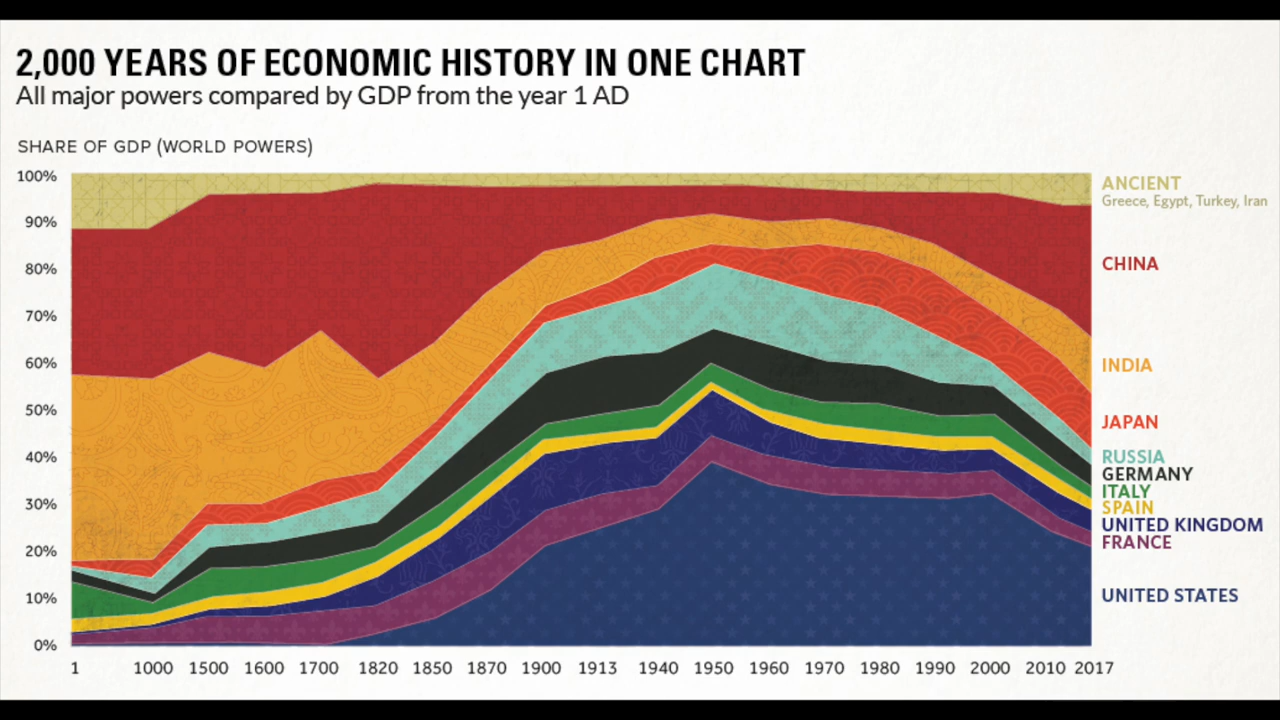 2,000 YEARS OF ECONOMIC HISTORY IN ONE CHART
All major powers compared by GDP from the year 1 AD
SHARE OF GDP (WORLD POWERS)
100%
90%
80%
70%
60%
50%
40%
30%
20%
10%
0%
1 1000 1500 1600 1700 1820 1850 1870 1900 1913 1940 1950 1960 1970 1980 1990 2000 2010 2017
ANCIENT
Greece, Egypt, Turkey, Iran
CHINA
INDIA
JAPAN
RUSSIA
GERMANY
ITALY
SPAIN
UNITED KINGDOM
FRANCE
UNITED STATES